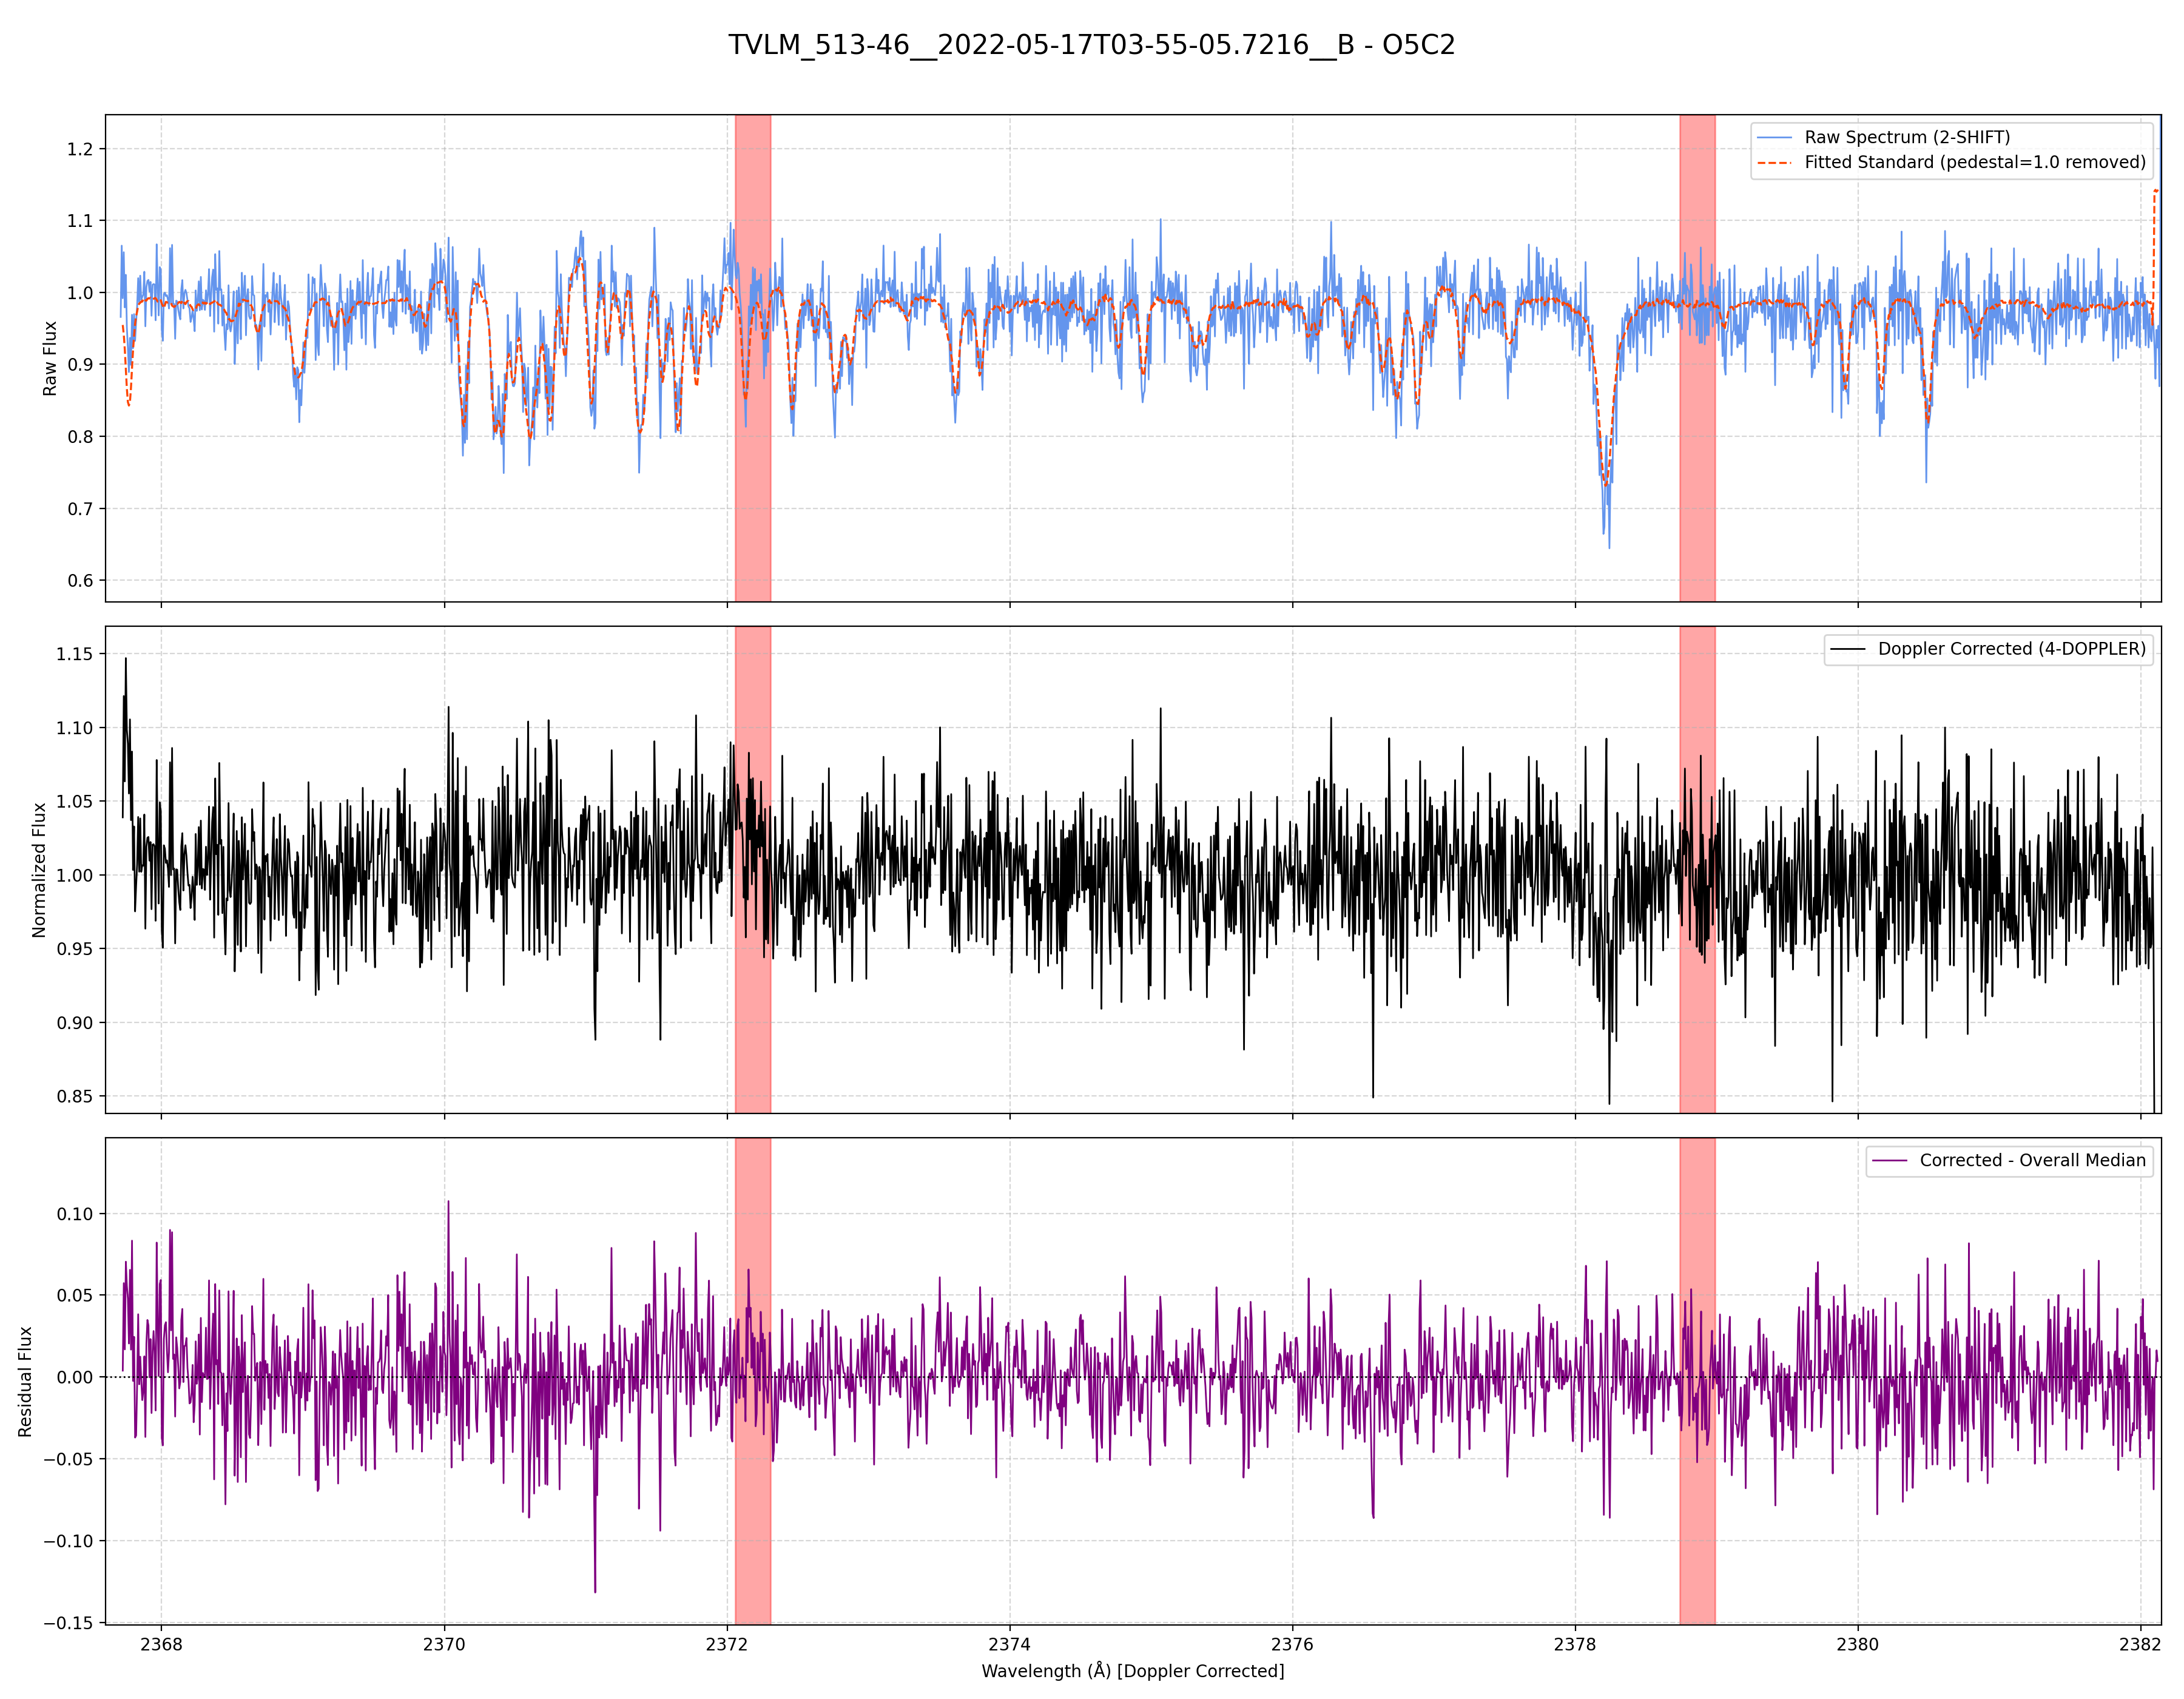 TVLM_513-46__2022-05-17T03-55-05.7216__B - O5C2
Raw Spectrum (2-SHIFT)
Fitted Standard (pedestal=1.0 removed)
1.2
1.1
1.0
0.9
0.8
0.7
0.6
Raw Flux
Doppler Corrected (4-DOPPLER)
1.15
1.10
1.05
1.00
0.95
0.90
0.85
Normalized Flux
Corrected - Overall Median
0.10
0.05
0.00
−0.05
−0.10
−0.15
Residual Flux
2368 2370 2372 2374 2376 2378 2380 2382
Wavelength (Å) [Doppler Corrected]